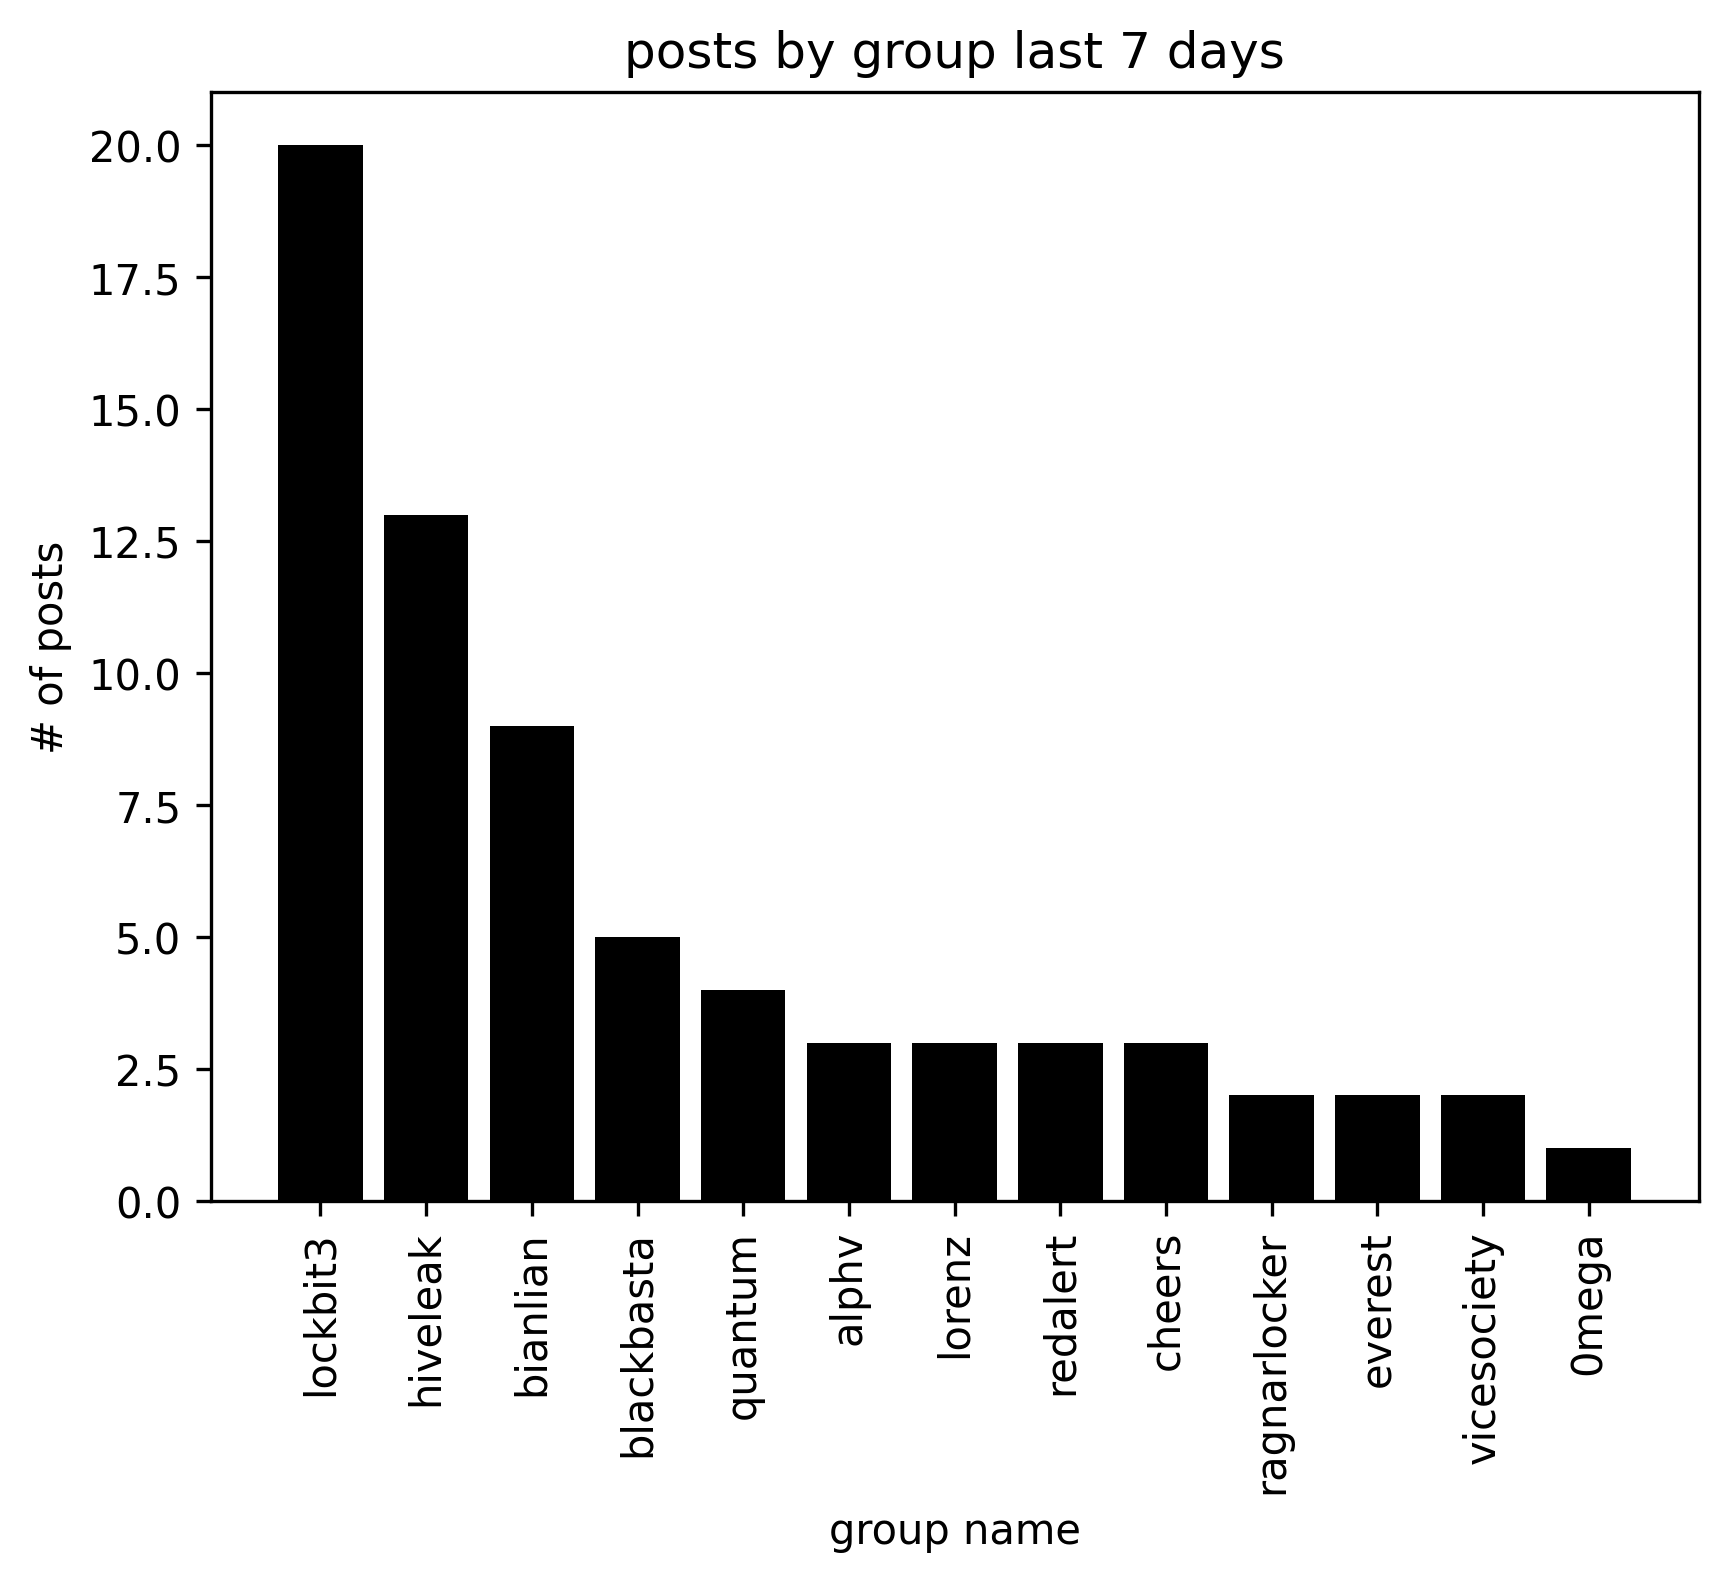 posts by group last 7 days
# of posts
20.0
17.5
15.0
12.5
10.0
7.5
5.0
2.5
0.0
lockbit3
hiveleak
bianlian
blackbasta
quantum
alphv
lorenz
redalert
cheers
ragnarlocker
everest
vicesociety
0mega
group name